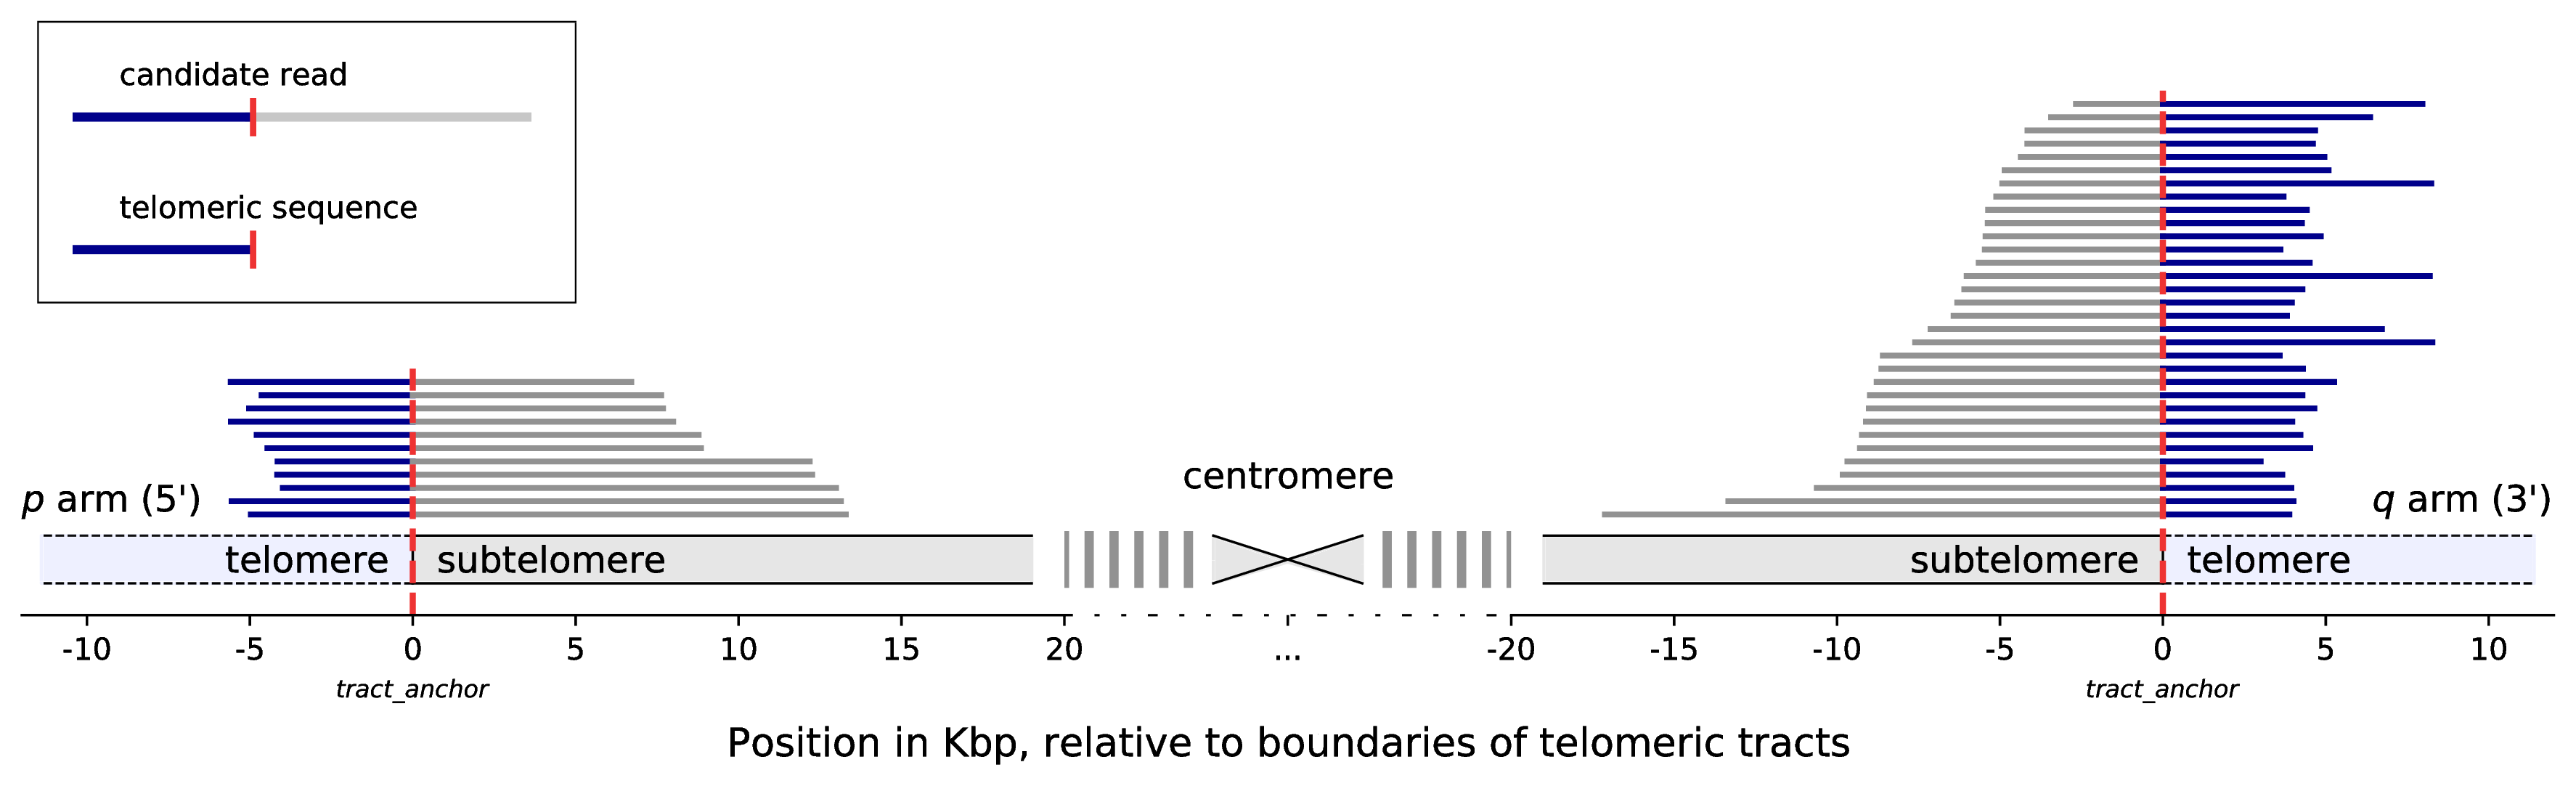 candidate read
telomeric sequence
centromere
p arm (5')
q arm (3')
telomere subtelomere
subtelomere telomere
-10 -5 0 5 10 15 20 ... -20 -15 -10 -5 0 5 10
tract_anchor tract_anchor
Position in Kbp, relative to boundaries of telomeric tracts